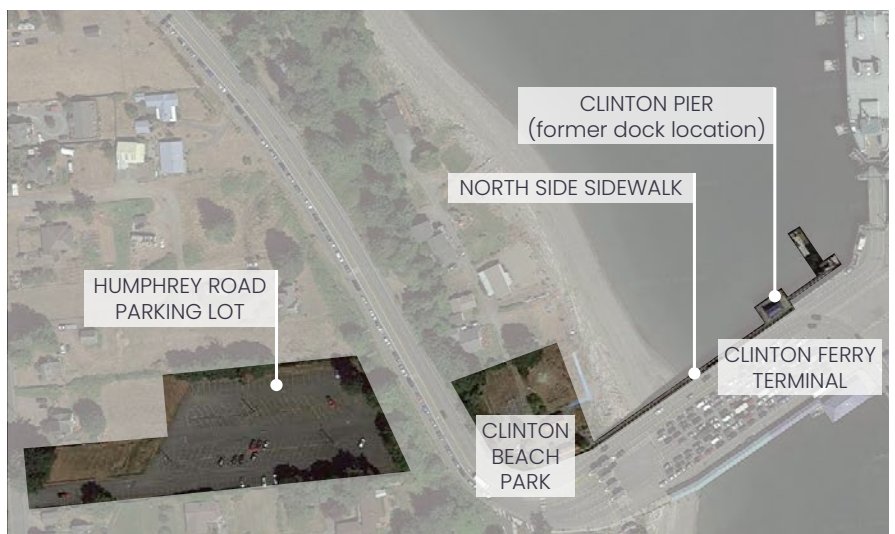 CLINTON PIER
(former dock location)
NORTH SIDE SIDEWALK
HUMPHREY ROAD
PARKING LOT
CLINTON FERRY
TERMINAL
CLINTON
BEACH
PARK